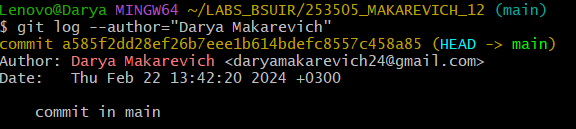 Lenovo@Darya MINGW64 ~/LABS_BSUIR/253505_MAKAREVICH_12 (main)
$ git log --author="Darya Makarevich"
commit a585f2dd28ef26b7eee1b614bdefc8557c458a85 (HEAD -> main)
Author: Darya Makarevich <daryamakarevich24@gmail.com>
Date:   Thu Feb 22 13:42:20 2024 +0300
    commit in main